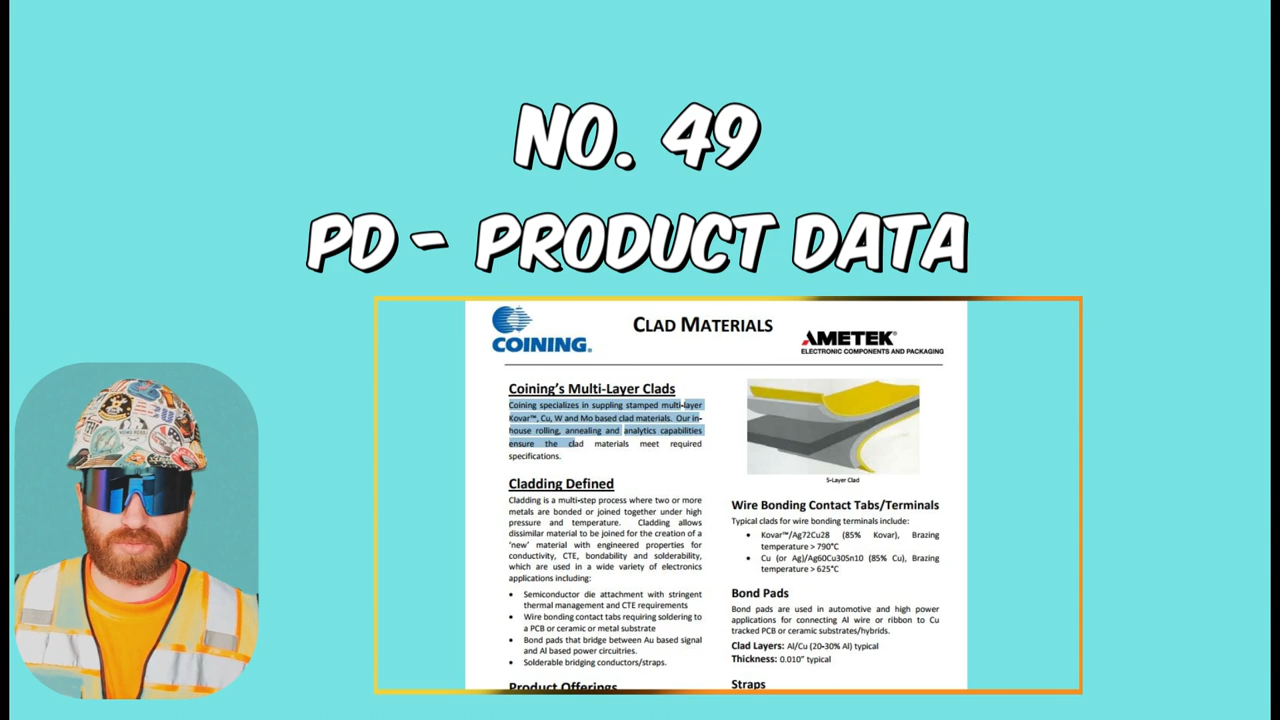 NO. 49
PD - PRODUCT DATA
COINING.
CLAD MATERIALS
AMETEK®
ELECTRONIC COMPONENTS AND PACKAGING
Coining's Multi-Layer Clads
Coining specializes in suppling stamped multi-layer
Kovar™, Cu, W and Mo based clad materials. Our in-
house rolling, annealing and analytics capabilities
ensure the clad materials meet required
specifications.
Cladding Defined
Cladding is a multi-step process where two or more
metals are bonded or joined together under high
pressure and temperature. Cladding allows
dissimilar material to be joined for the creation of a
'new' material with engineered properties for
conductivity, CTE, bondability and solderability,
which are used in a wide variety of electronics
applications including:
• Semiconductor die attachment with stringent
thermal management and CTE requirements
• Wire bonding contact tabs requiring soldering to
a PCB or ceramic or metal substrate
• Bond pads that bridge between Au based signal
and Al based power circuitries.
• Solderable bridging conductors/straps.
Product Offerings
5-Layer Clad
Wire Bonding Contact Tabs/Terminals
Typical clads for wire bonding terminals include:
• Kovar™/Ag72Cu28 (85% Kovar), Brazing
temperature > 790°C
• Cu (or Ag)/Ag60Cu30Sn10 (85% Cu), Brazing
temperature > 625°C
Bond Pads
Bond pads are used in automotive and high power
applications for connecting Al wire or ribbon to Cu
tracked PCB or ceramic substrates/hybrids.
Clad Layers: Al/Cu (20-30% Al) typical
Thickness: 0.010" typical
Straps